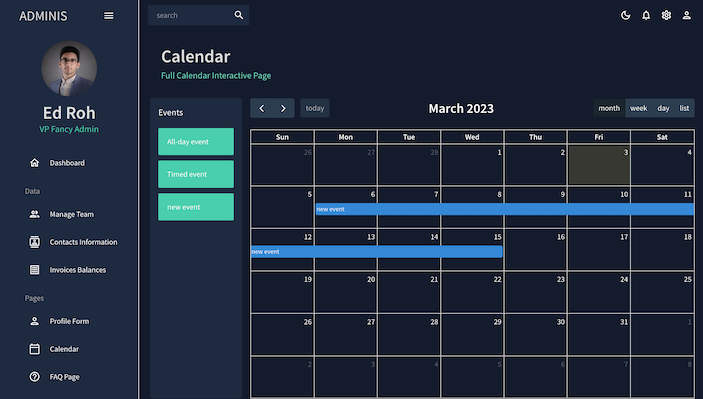 ADMINIS
search
Ed Roh
VP Fancy Admin
Dashboard
Data
Manage Team
Contacts Information
Invoices Balances
Pages
Profile Form
Calendar
FAQ Page
Calendar
Full Calendar Interactive Page
Events
All-day event
Timed event
new event
today
March 2023
month week day list
Sun Mon Tue Wed Thu Fri Sat
26 27 28 1 2 3 4
5 6 7 8 9 10 11
new event
12 13 14 15 16 17 18
new event
19 20 21 22 23 24 25
26 27 28 29 30 31 1
2 3 4 5 6 7 8